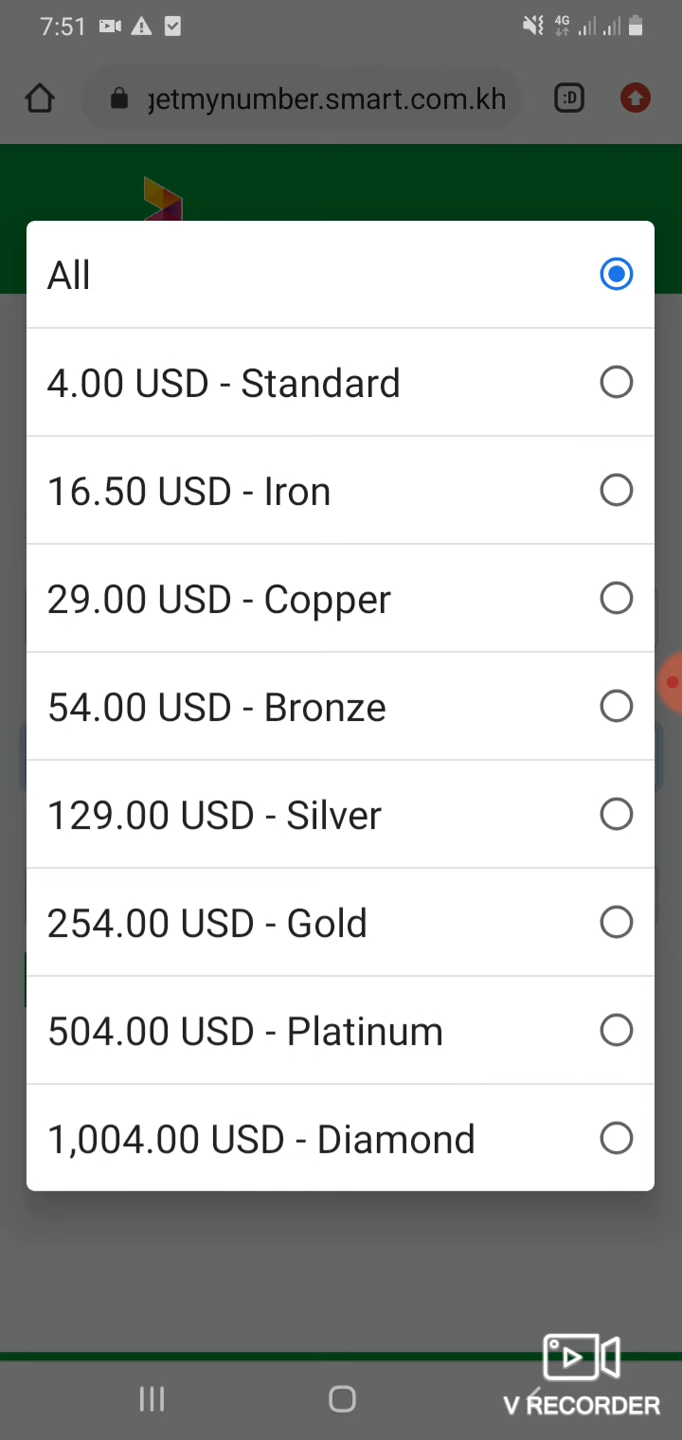 7:51
4G
getmynumber.smart.com.kh
:D
All
4.00 USD - Standard
16.50 USD - Iron
29.00 USD - Copper
54.00 USD - Bronze
129.00 USD - Silver
254.00 USD - Gold
504.00 USD - Platinum
1,004.00 USD - Diamond
V RECORDER